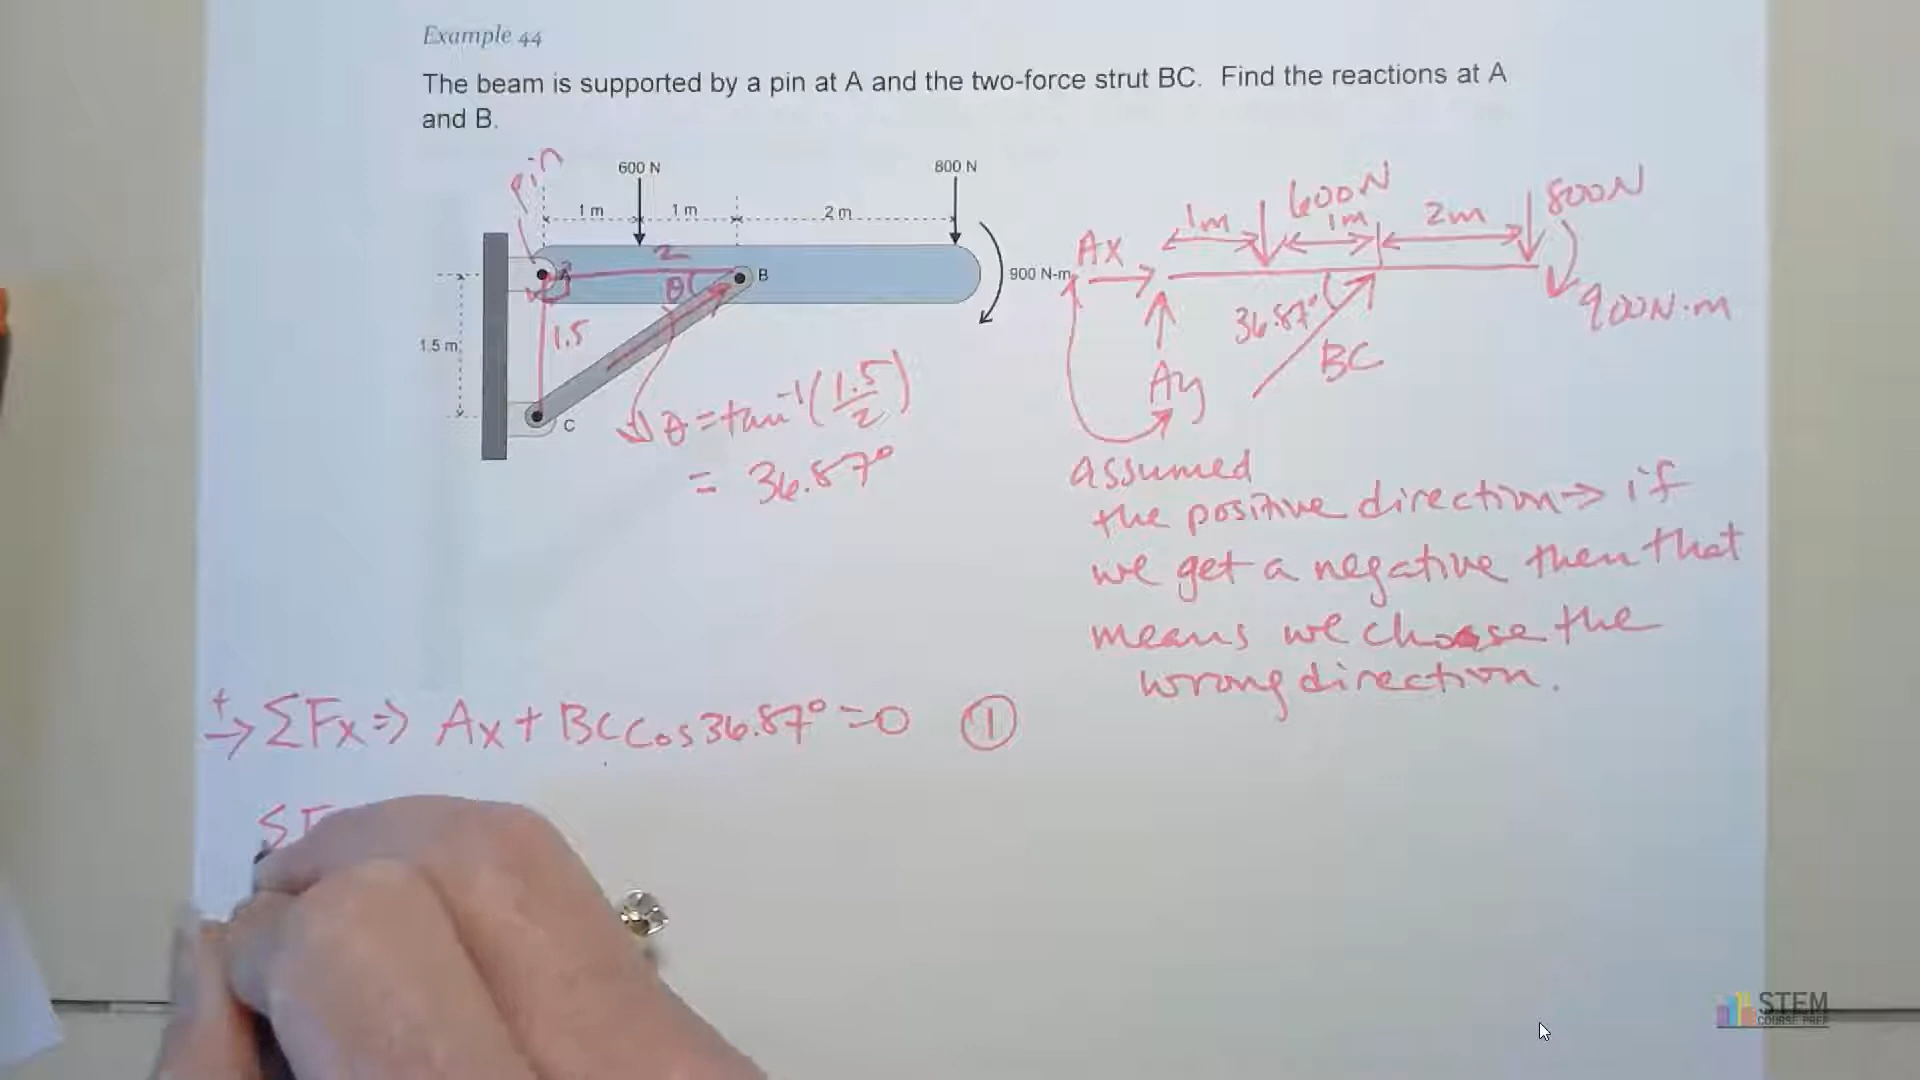 Example 44
The beam is supported by a pin at A and the two-force strut BC. Find the reactions at A
and B.
pin
600 N
800 N
1 m
1 m
2 m
2
A
B
θ
900 N-m
1.5 m
1.5
C
θ = tan⁻¹(1.5/2)
= 36.87°
600N
800N
1m
1m
2m
Ax
900N·m
36.87°
BC
Ay
assumed
the positive direction → if
we get a negative then that
means we choose the
wrong direction.
+→ ΣFx ⇒ Ax + BC cos 36.87° = 0 ①
ΣF
STEM
COURSE PREP